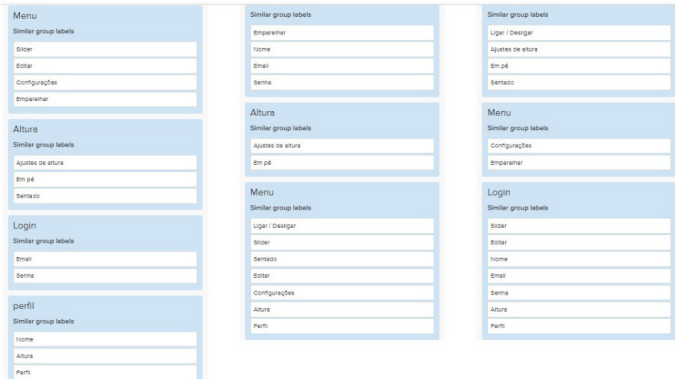 Menu
Similar group labels
Slider
Editar
Configurações
Emparelhar
Altura
Similar group labels
Ajustes de altura
Em pé
Sentado
Login
Similar group labels
Email
Senha
perfil
Similar group labels
Nome
Altura
Perfil
Similar group labels
Emparelhar
Nome
Email
Senha
Altura
Similar group labels
Ajustes de altura
Em pé
Menu
Similar group labels
Ligar / Desligar
Slider
Sentado
Editar
Configurações
Altura
Perfil
Similar group labels
Ligar / Desligar
Ajustes de altura
Em pé
Sentado
Menu
Similar group labels
Configurações
Emparelhar
Login
Similar group labels
Slider
Editar
Nome
Email
Senha
Altura
Perfil